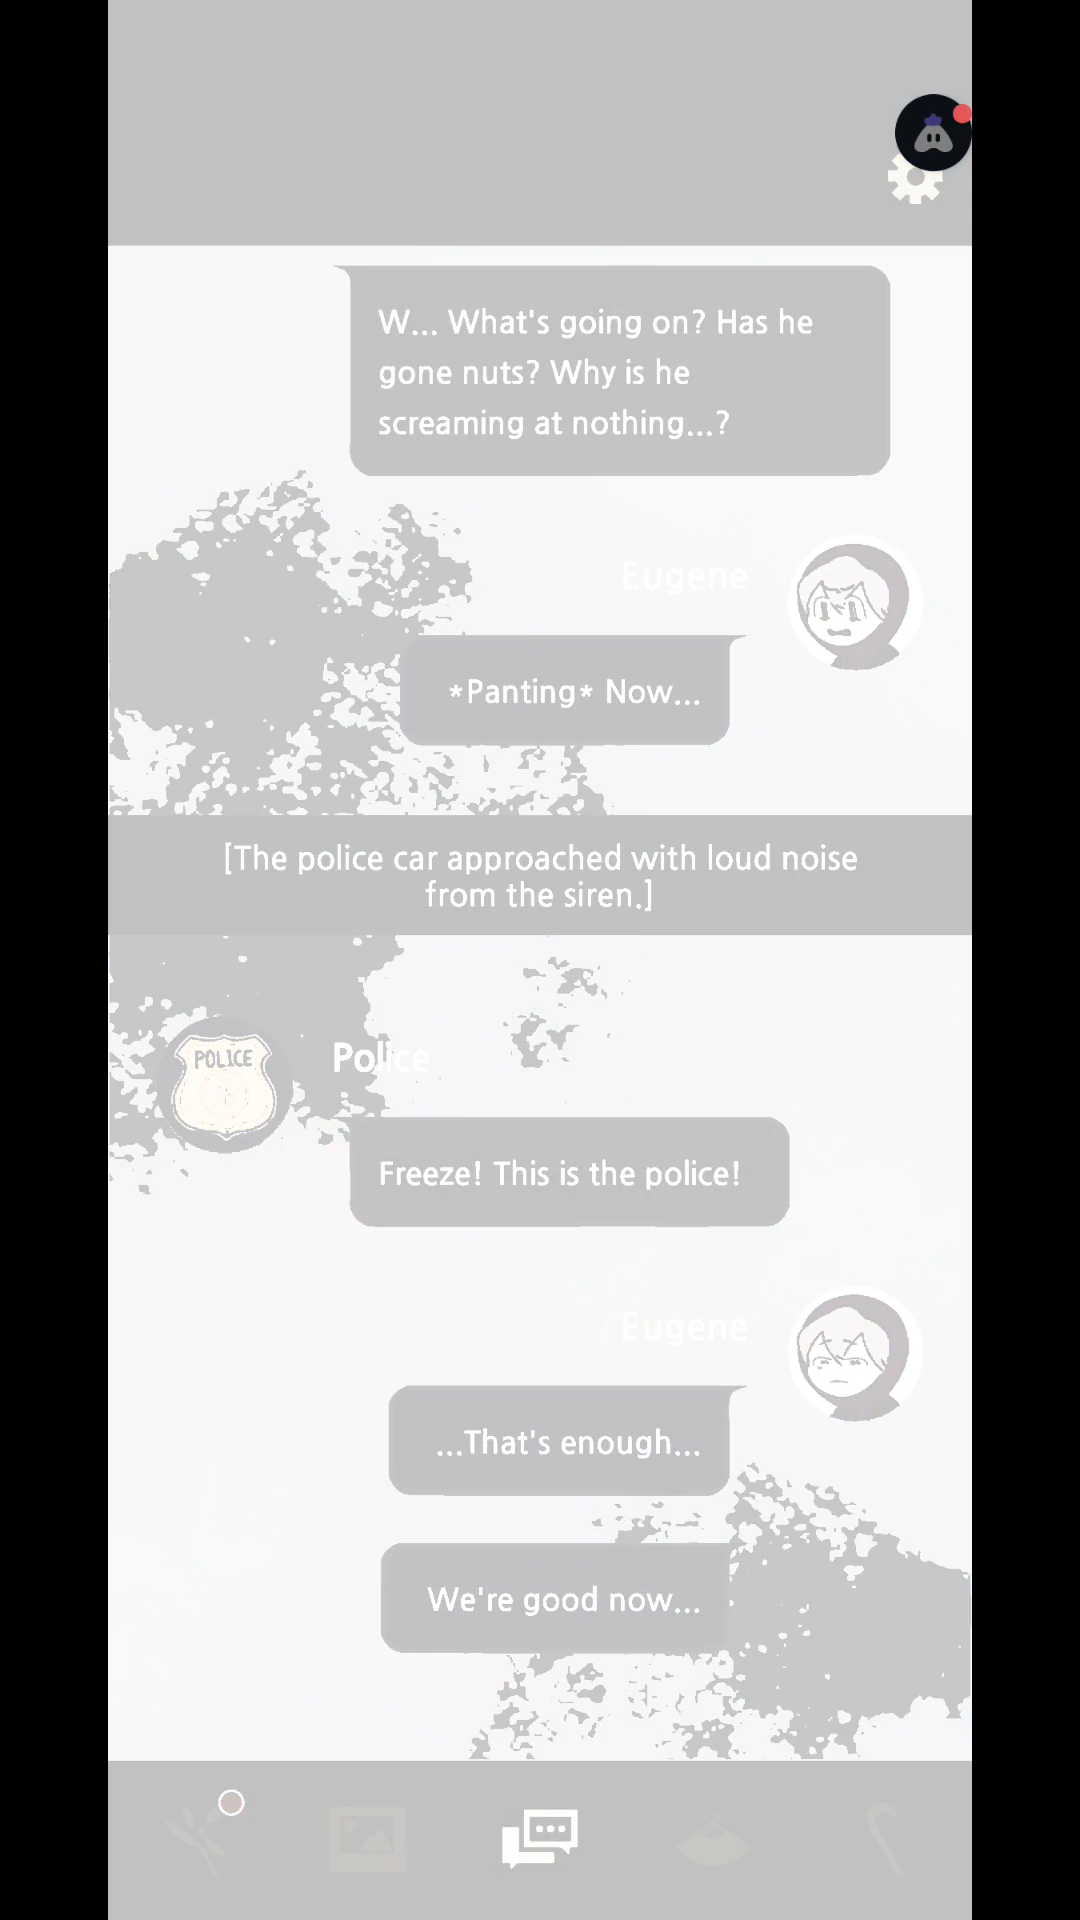 W... What's going on? Has he
gone nuts? Why is he
screaming at nothing...?
Eugene
*Panting* Now...
[The police car approached with loud noise
from the siren.]
POLICE
Police
Freeze! This is the police!
Eugene
...That's enough...
We're good now...